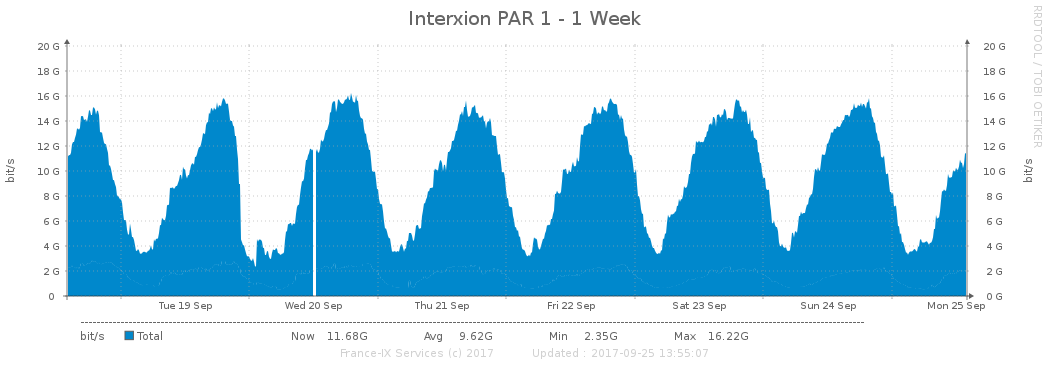 Interxion PAR 1 - 1 Week
RRDTOOL / TOBI OETIKER
20 G 20 G
18 G 18 G
16 G 16 G
14 G 14 G
12 G 12 G
10 G 10 G
8 G 8 G
6 G 6 G
4 G 4 G
2 G 2 G
0 0 G
bit/s bit/s
Tue 19 Sep Wed 20 Sep Thu 21 Sep Fri 22 Sep Sat 23 Sep Sun 24 Sep Mon 25 Sep
bit/s Total Now 11.68G Avg 9.62G Min 2.35G Max 16.22G
France-IX Services (c) 2017 Updated : 2017-09-25 13:55:07